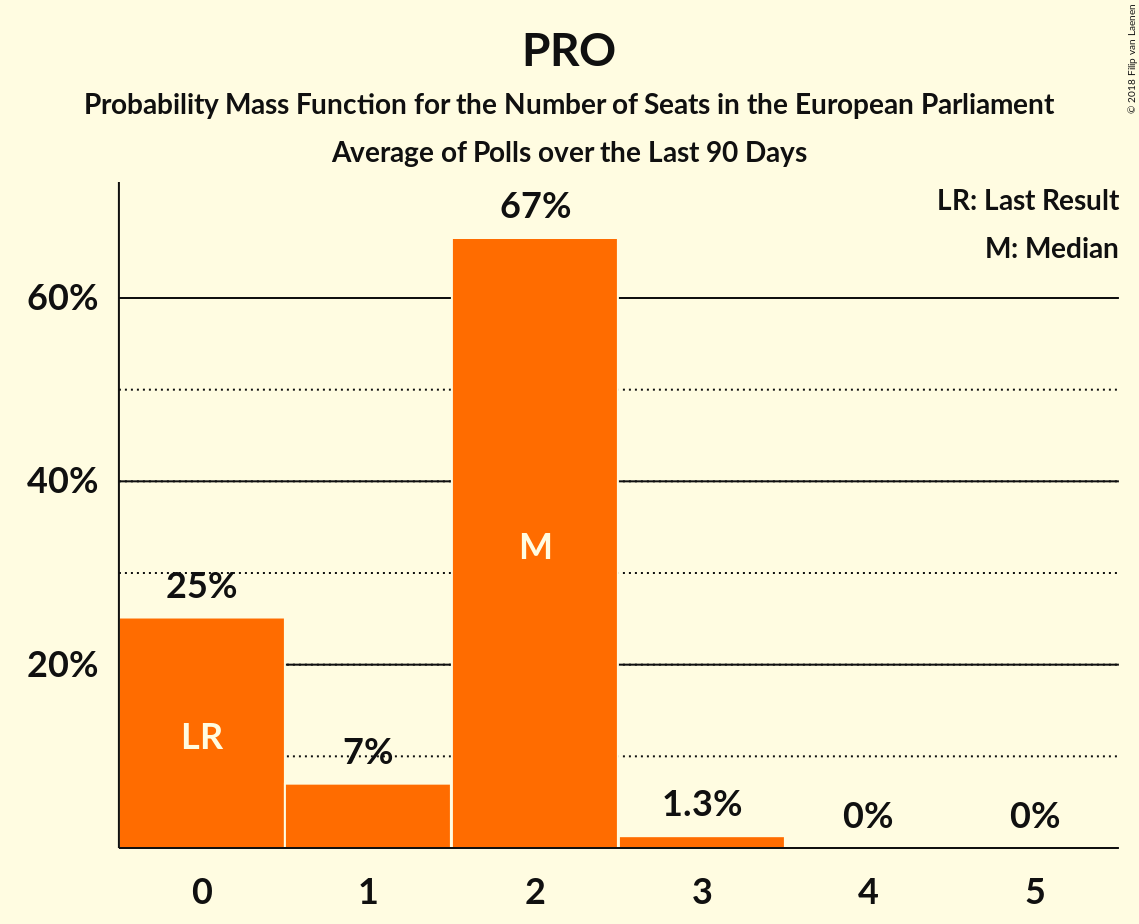 PRO
Probability Mass Function for the Number of Seats in the European Parliament
Average of Polls over the Last 90 Days
© 2018 Filip van Laenen
LR: Last Result
M: Median
67%
60%
40%
M
25%
20%
LR
7%
1.3%
0%
0%
0 1 2 3 4 5